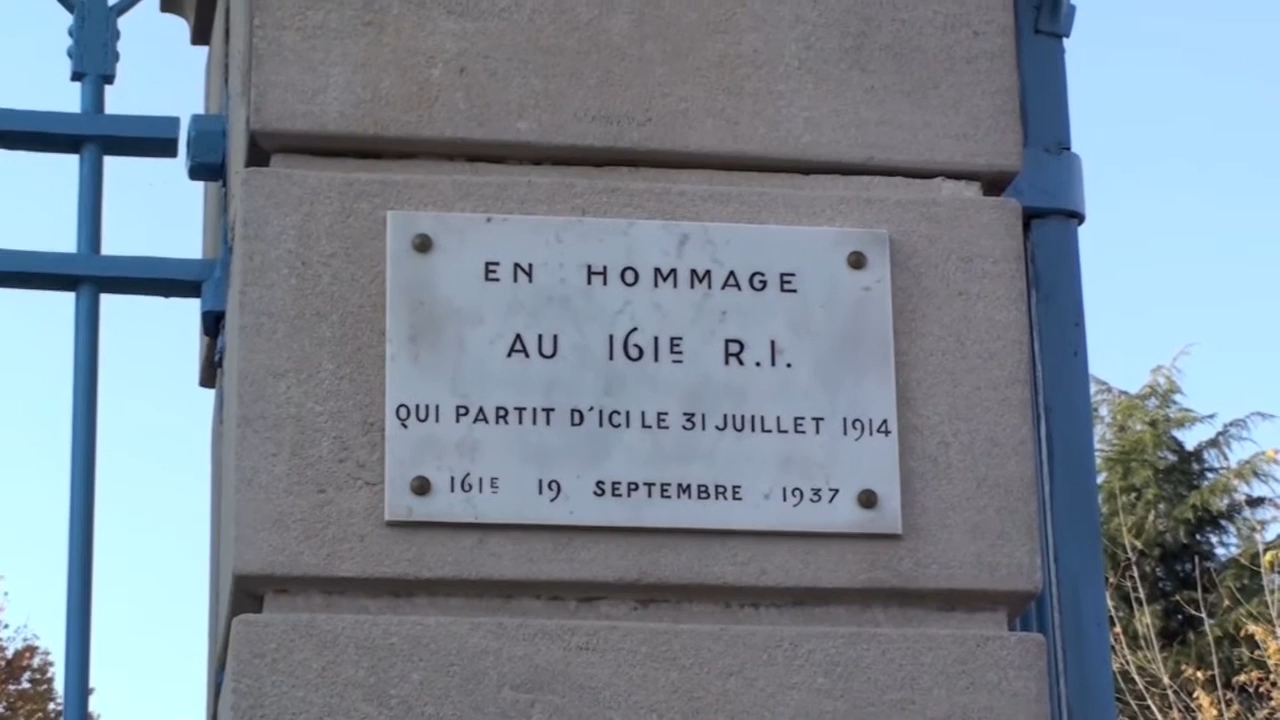 EN HOMMAGE
AU 161E R.I.
QUI PARTIT D'ICI LE 31 JUILLET 1914
161E 19 SEPTEMBRE 1937